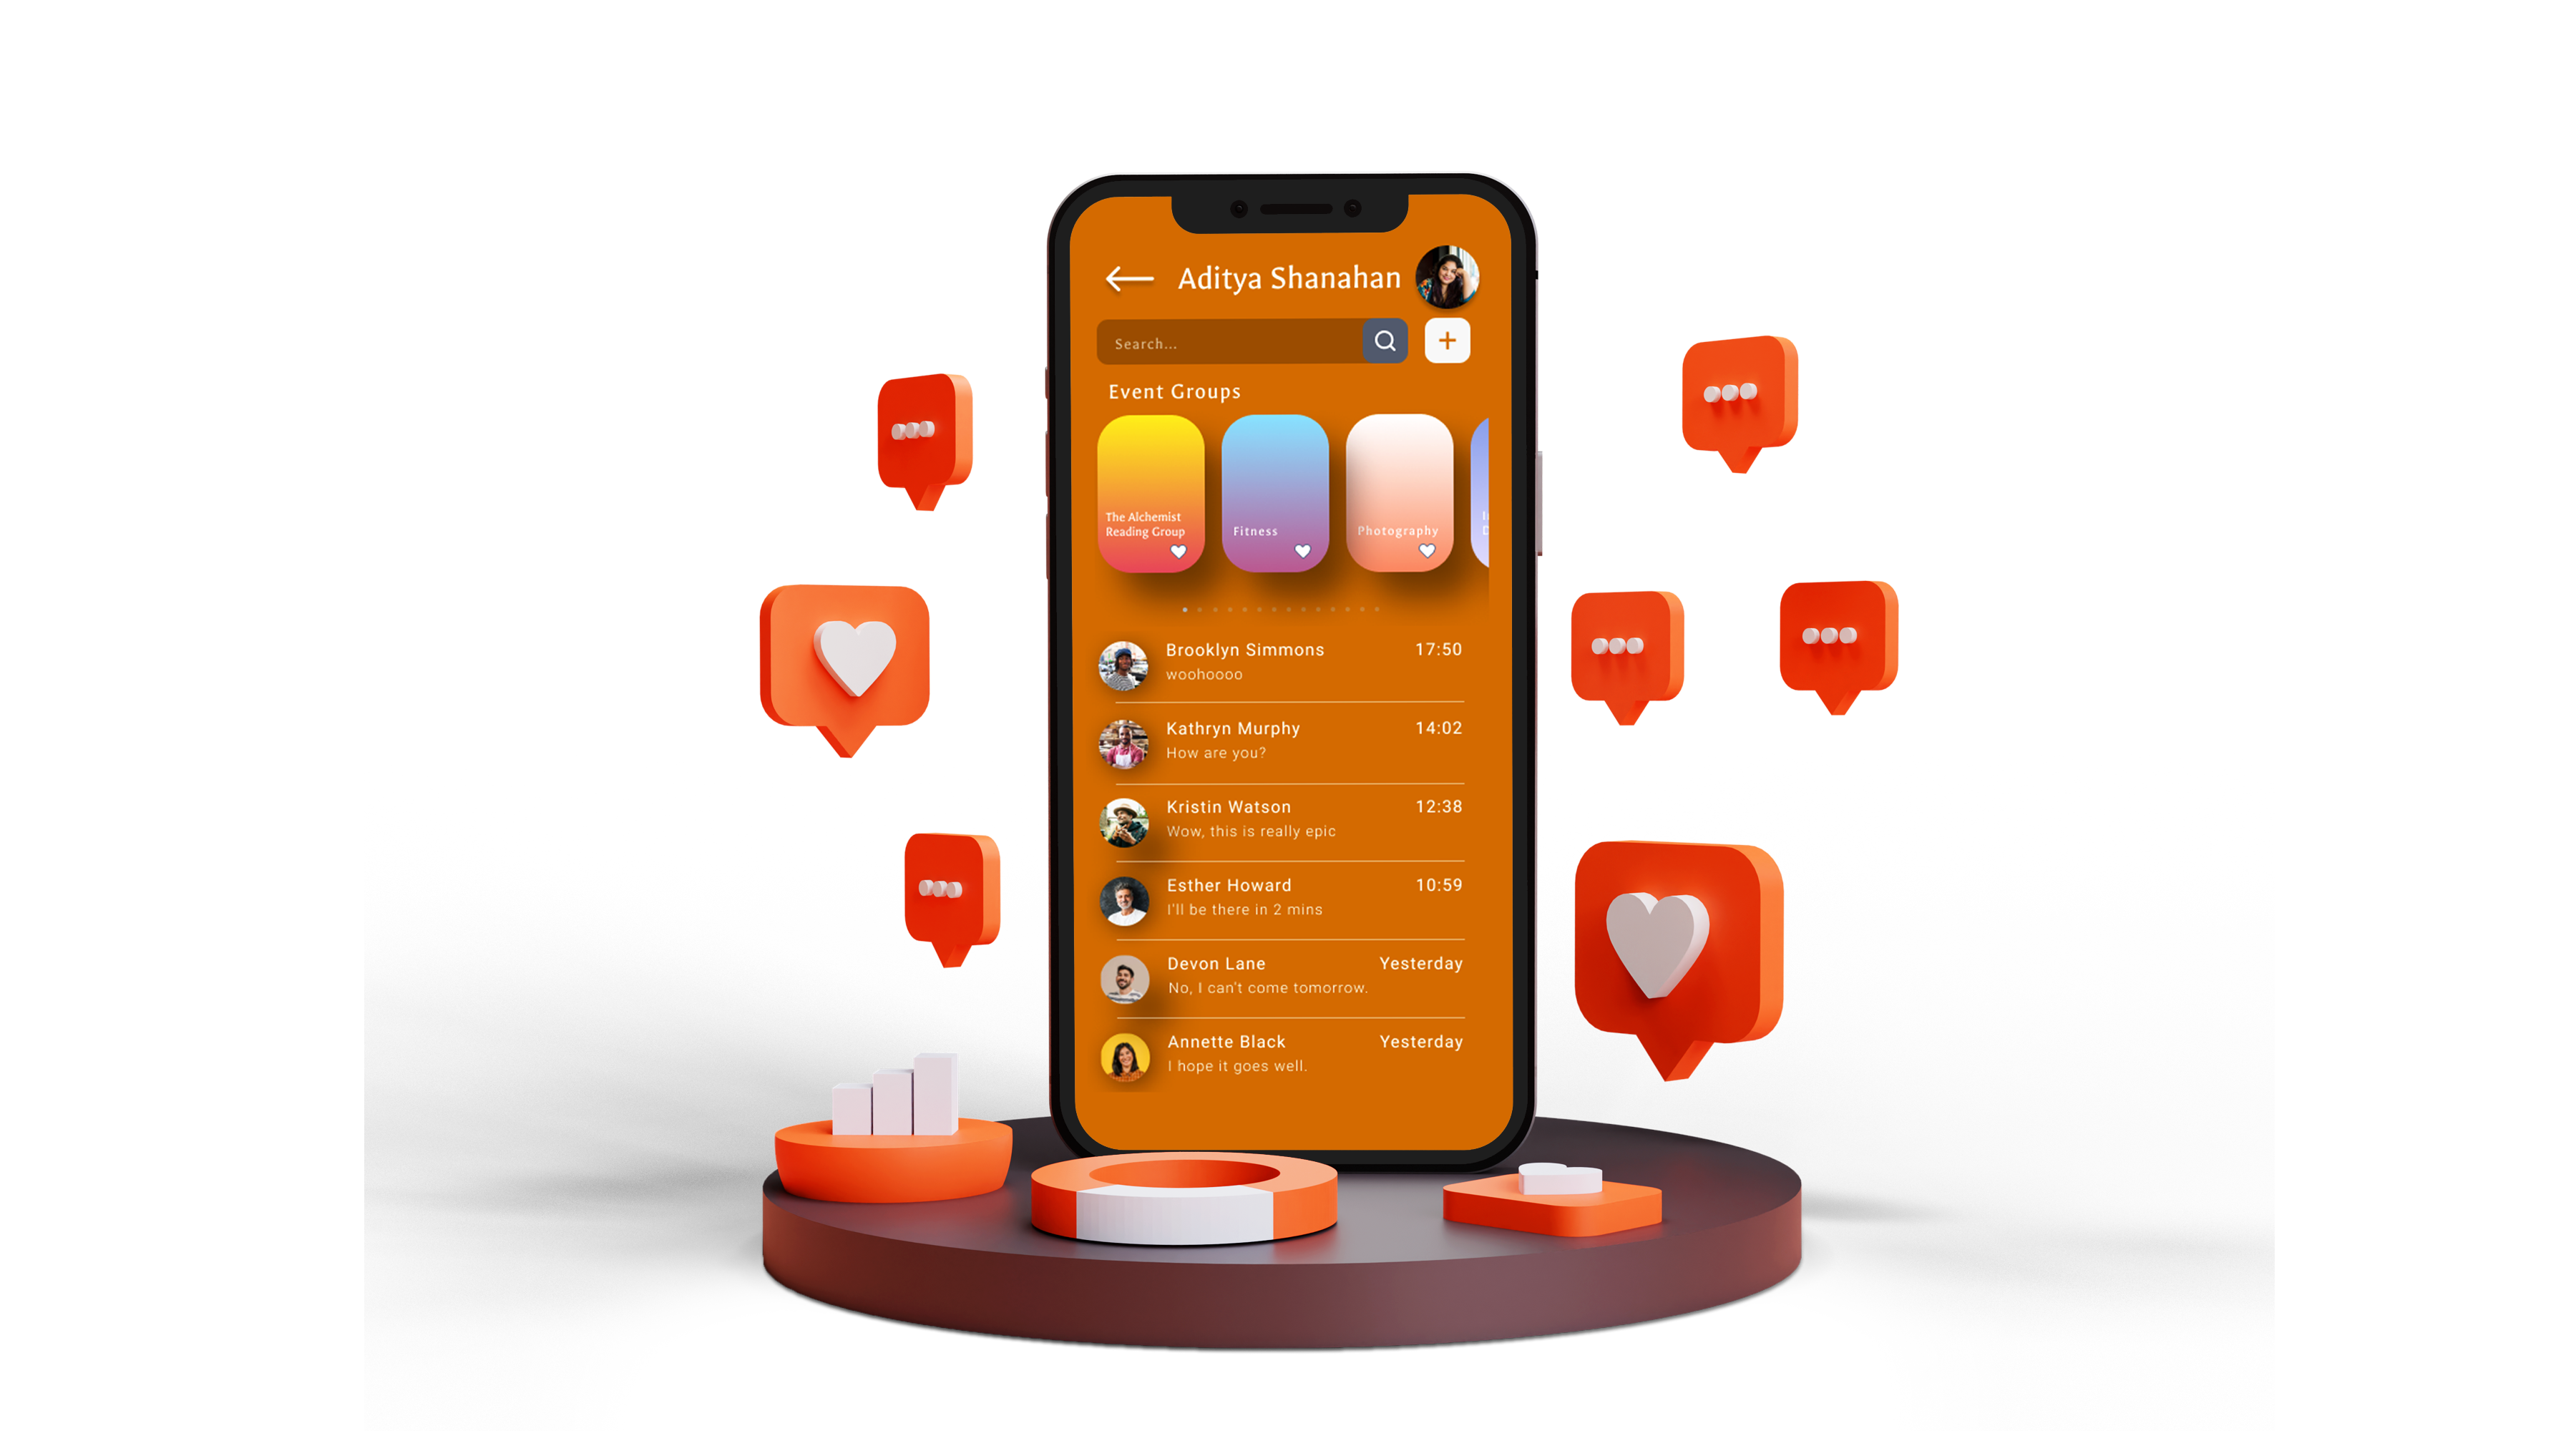 Aditya Shanahan
Search...
Event Groups
The Alchemist
Reading Group
Fitness
Photography
Brooklyn Simmons 17:50
woohoooo
Kathryn Murphy 14:02
How are you?
Kristin Watson 12:38
Wow, this is really epic
Esther Howard 10:59
I'll be there in 2 mins
Devon Lane Yesterday
No, I can't come tomorrow.
Annette Black Yesterday
I hope it goes well.